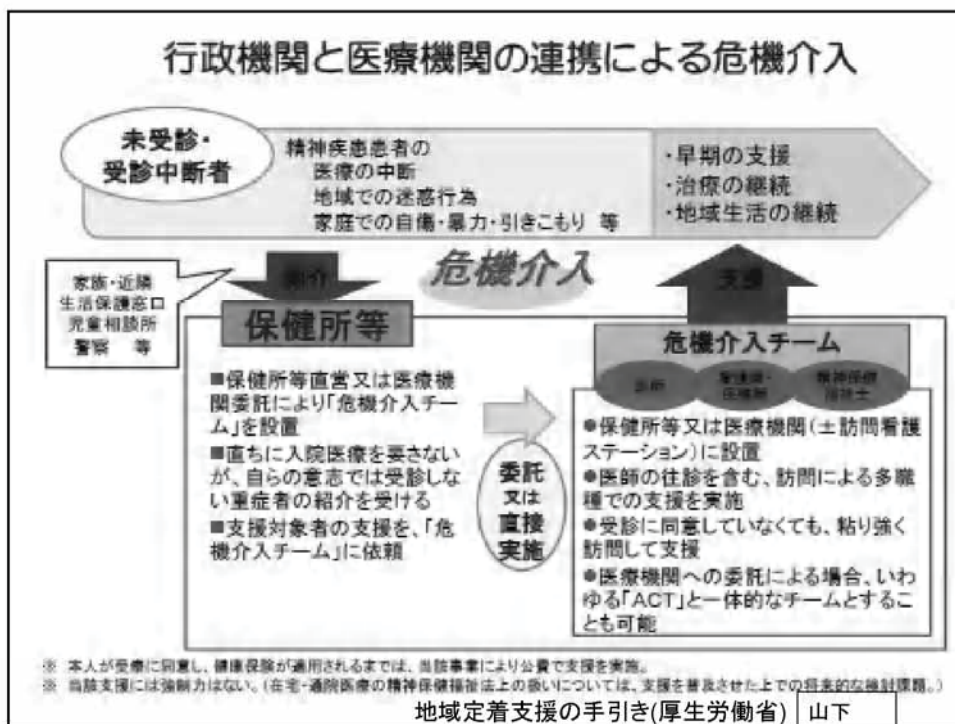 行政機関と医療機関の連携による危機介入
未受診・
受診中断者
精神疾患患者の
医療の中断
地域での迷惑行為
家庭での自傷・暴力・引きこもり 等
・早期の支援
・治療の継続
・地域生活の継続
家族・近隣
生活保護窓口
児童相談所
警察 等
紹介
危機介入
支援
保健所等
■保健所等直営又は医療機
関委託により「危機介入チー
ム」を設置
■直ちに入院医療を要さない
が、自らの意志では受診しな
い重症者の紹介を受ける
■支援対象者の支援を、「危
機介入チーム」に依頼
委託
又は
直接
実施
危機介入チーム
医師
看護師・
保健師
精神保健
福祉士
●保健所等又は医療機関(±訪問看護
ステーション)に設置
●医師の往診を含む、訪問による多職
種での支援を実施
●受診に同意していなくても、粘り強く
訪問して支援
●医療機関への委託による場合、いわ
ゆる「ACT」と一体的なチームとするこ
とも可能
※ 本人が受療に同意し、健康保険が適用されるまでは、当該事業により公費で支援を実施。
※ 当該支援には強制力はない。(在宅・通院医療の精神保健福祉法上の扱いについては、支援を普及させた上での将来的な検討課題。)
地域定着支援の手引き(厚生労働省)
山下